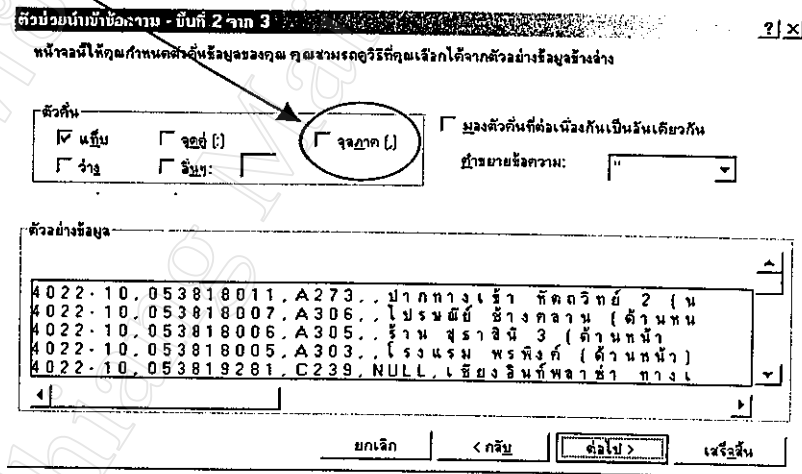 ตัวช่วยนำเข้าข้อความ - ขั้นที่ 2 จาก 3
หน้าจอนี้ให้คุณกำหนดตัวคั่นข้อมูลของคุณ คุณสามรถดูวิธีที่คุณเลือกได้จากตัวอย่างข้อมูลข้างล่าง
ตัวคั่น
แท็บ จุดคู่ (:) จุลภาค (,) มองตัวคั่นที่ต่อเนื่องกันเป็นอันเดียวกัน
ว่าง อื่นๆ: คำขยายข้อความ: "
ตัวอย่างข้อมูล
4022-10,053818011,A273,,ปากทางเข้า หัตถวิทย์ 2 (น
4022-10,053818007,A306,,ไปรษณีย์ ช้างคลาน (ด้านหน
4022-10,053818006,A305,,ร้าน สุราสินี 3 (ด้านหน้า
4022-10,053818005,A303,,โรงแรม พรพิงค์ (ด้านหน้า)
4022-10,053819281,C239,NULL,เชียงอินทร์พลาซ่า ทางเ
ยกเลิก < กลับ ต่อไป > เสร็จสิ้น